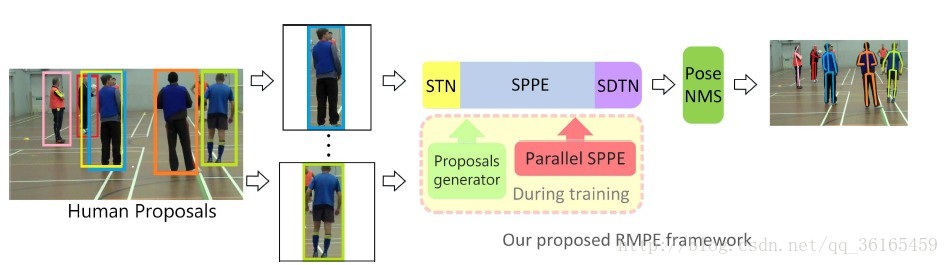 Human Proposals
STN
SPPE
SDTN
Proposals
generator
Parallel SPPE
During training
Pose
NMS
Our proposed RMPE framework
http://blog.csdn.net/qq_36165459